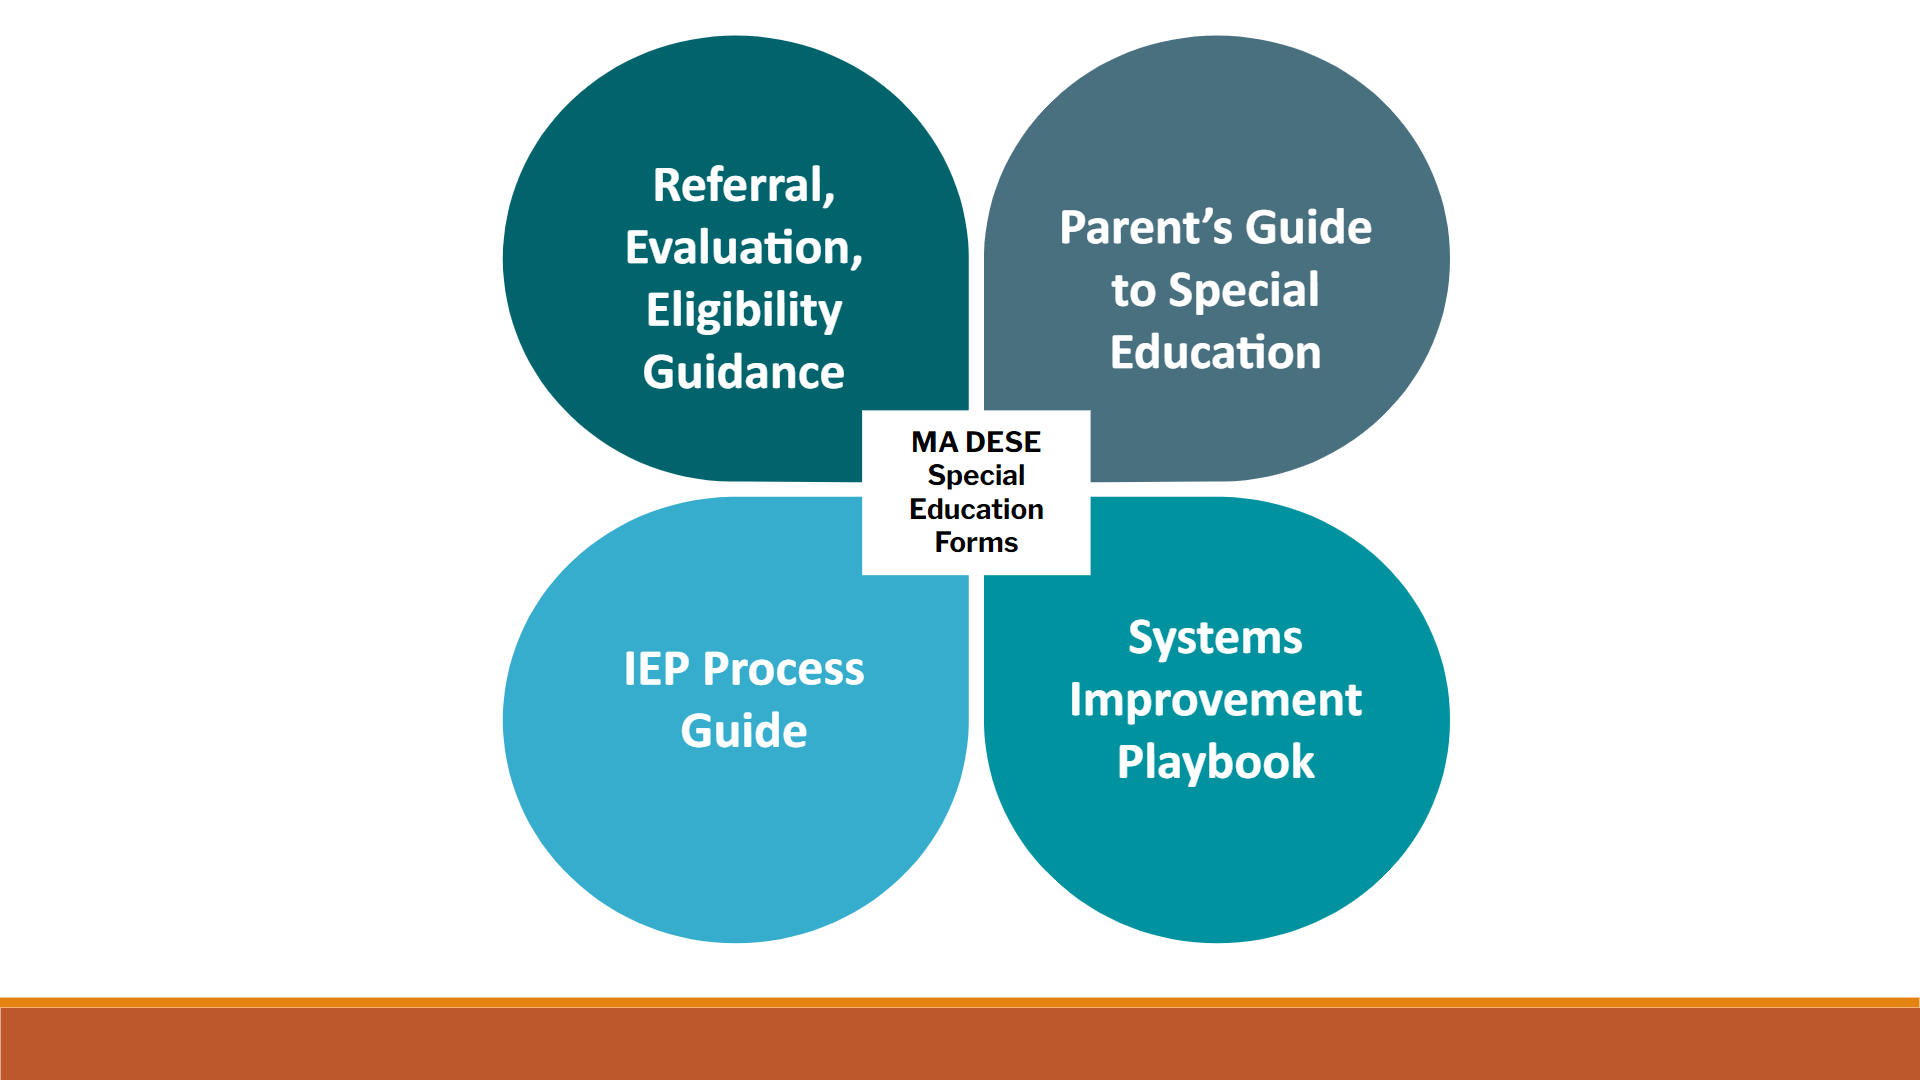 Referral,
Evaluation,
Eligibility
Guidance
Parent’s Guide
to Special
Education
MA DESE
Special
Education
Forms
IEP Process
Guide
Systems
Improvement
Playbook